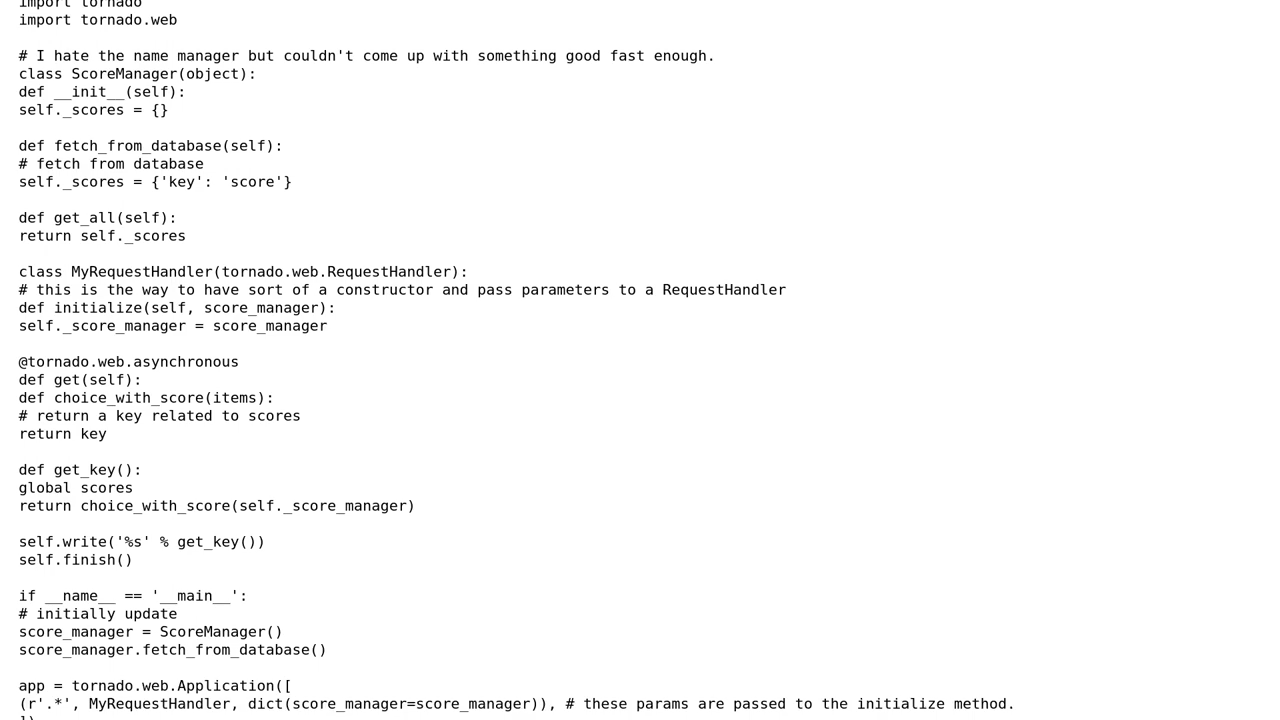 import tornado
import tornado.web
# I hate the name manager but couldn't come up with something good fast enough.
class ScoreManager(object):
def __init__(self):
self._scores = {}
def fetch_from_database(self):
# fetch from database
self._scores = {'key': 'score'}
def get_all(self):
return self._scores
class MyRequestHandler(tornado.web.RequestHandler):
# this is the way to have sort of a constructor and pass parameters to a RequestHandler
def initialize(self, score_manager):
self._score_manager = score_manager
@tornado.web.asynchronous
def get(self):
def choice_with_score(items):
# return a key related to scores
return key
def get_key():
global scores
return choice_with_score(self._score_manager)
self.write('%s' % get_key())
self.finish()
if __name__ == '__main__':
# initially update
score_manager = ScoreManager()
score_manager.fetch_from_database()
app = tornado.web.Application([
(r'.*', MyRequestHandler, dict(score_manager=score_manager)), # these params are passed to the initialize method.
])